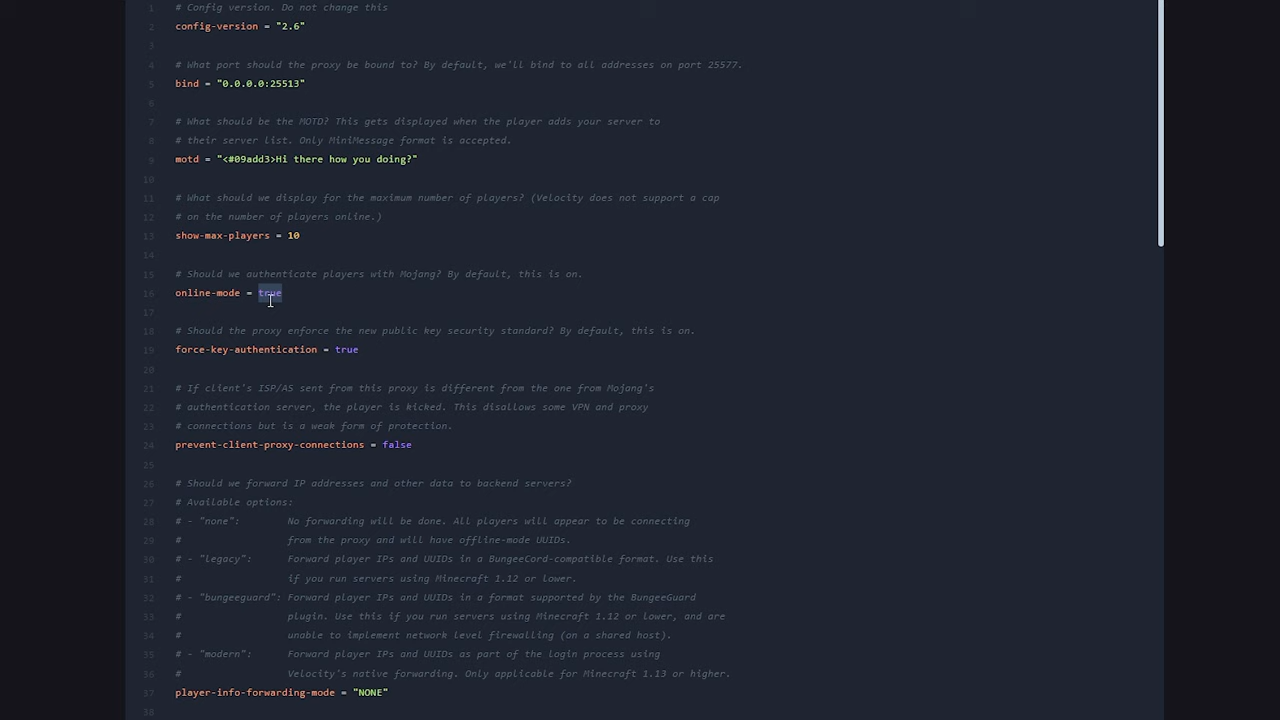 1 # Config version. Do not change this
2 config-version = "2.6"
3
4 # What port should the proxy be bound to? By default, we'll bind to all addresses on port 25577.
5 bind = "0.0.0.0:25513"
6
7 # What should be the MOTD? This gets displayed when the player adds your server to
8 # their server list. Only MiniMessage format is accepted.
9 motd = "<#09add3>Hi there how you doing?"
10
11 # What should we display for the maximum number of players? (Velocity does not support a cap
12 # on the number of players online.)
13 show-max-players = 10
14
15 # Should we authenticate players with Mojang? By default, this is on.
16 online-mode = true
17
18 # Should the proxy enforce the new public key security standard? By default, this is on.
19 force-key-authentication = true
20
21 # If client's ISP/AS sent from this proxy is different from the one from Mojang's
22 # authentication server, the player is kicked. This disallows some VPN and proxy
23 # connections but is a weak form of protection.
24 prevent-client-proxy-connections = false
25
26 # Should we forward IP addresses and other data to backend servers?
27 # Available options:
28 # - "none": No forwarding will be done. All players will appear to be connecting
29 # from the proxy and will have offline-mode UUIDs.
30 # - "legacy": Forward player IPs and UUIDs in a BungeeCord-compatible format. Use this
31 # if you run servers using Minecraft 1.12 or lower.
32 # - "bungeeguard": Forward player IPs and UUIDs in a format supported by the BungeeGuard
33 # plugin. Use this if you run servers using Minecraft 1.12 or lower, and are
34 # unable to implement network level firewalling (on a shared host).
35 # - "modern": Forward player IPs and UUIDs as part of the login process using
36 # Velocity's native forwarding. Only applicable for Minecraft 1.13 or higher.
37 player-info-forwarding-mode = "NONE"
38